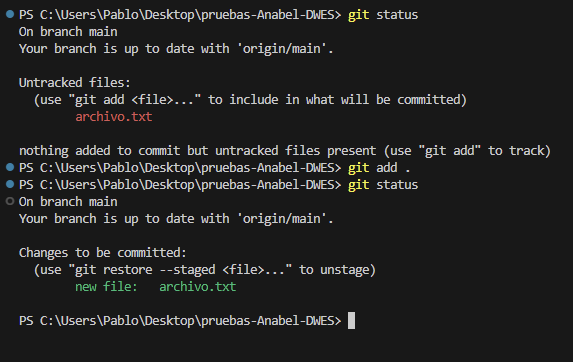 PS C:\Users\Pablo\Desktop\pruebas-Anabel-DWES> git status
On branch main
Your branch is up to date with 'origin/main'.
Untracked files:
  (use "git add <file>..." to include in what will be committed)
        archivo.txt
nothing added to commit but untracked files present (use "git add" to track)
PS C:\Users\Pablo\Desktop\pruebas-Anabel-DWES> git add .
PS C:\Users\Pablo\Desktop\pruebas-Anabel-DWES> git status
On branch main
Your branch is up to date with 'origin/main'.
Changes to be committed:
  (use "git restore --staged <file>..." to unstage)
        new file:   archivo.txt
PS C:\Users\Pablo\Desktop\pruebas-Anabel-DWES>